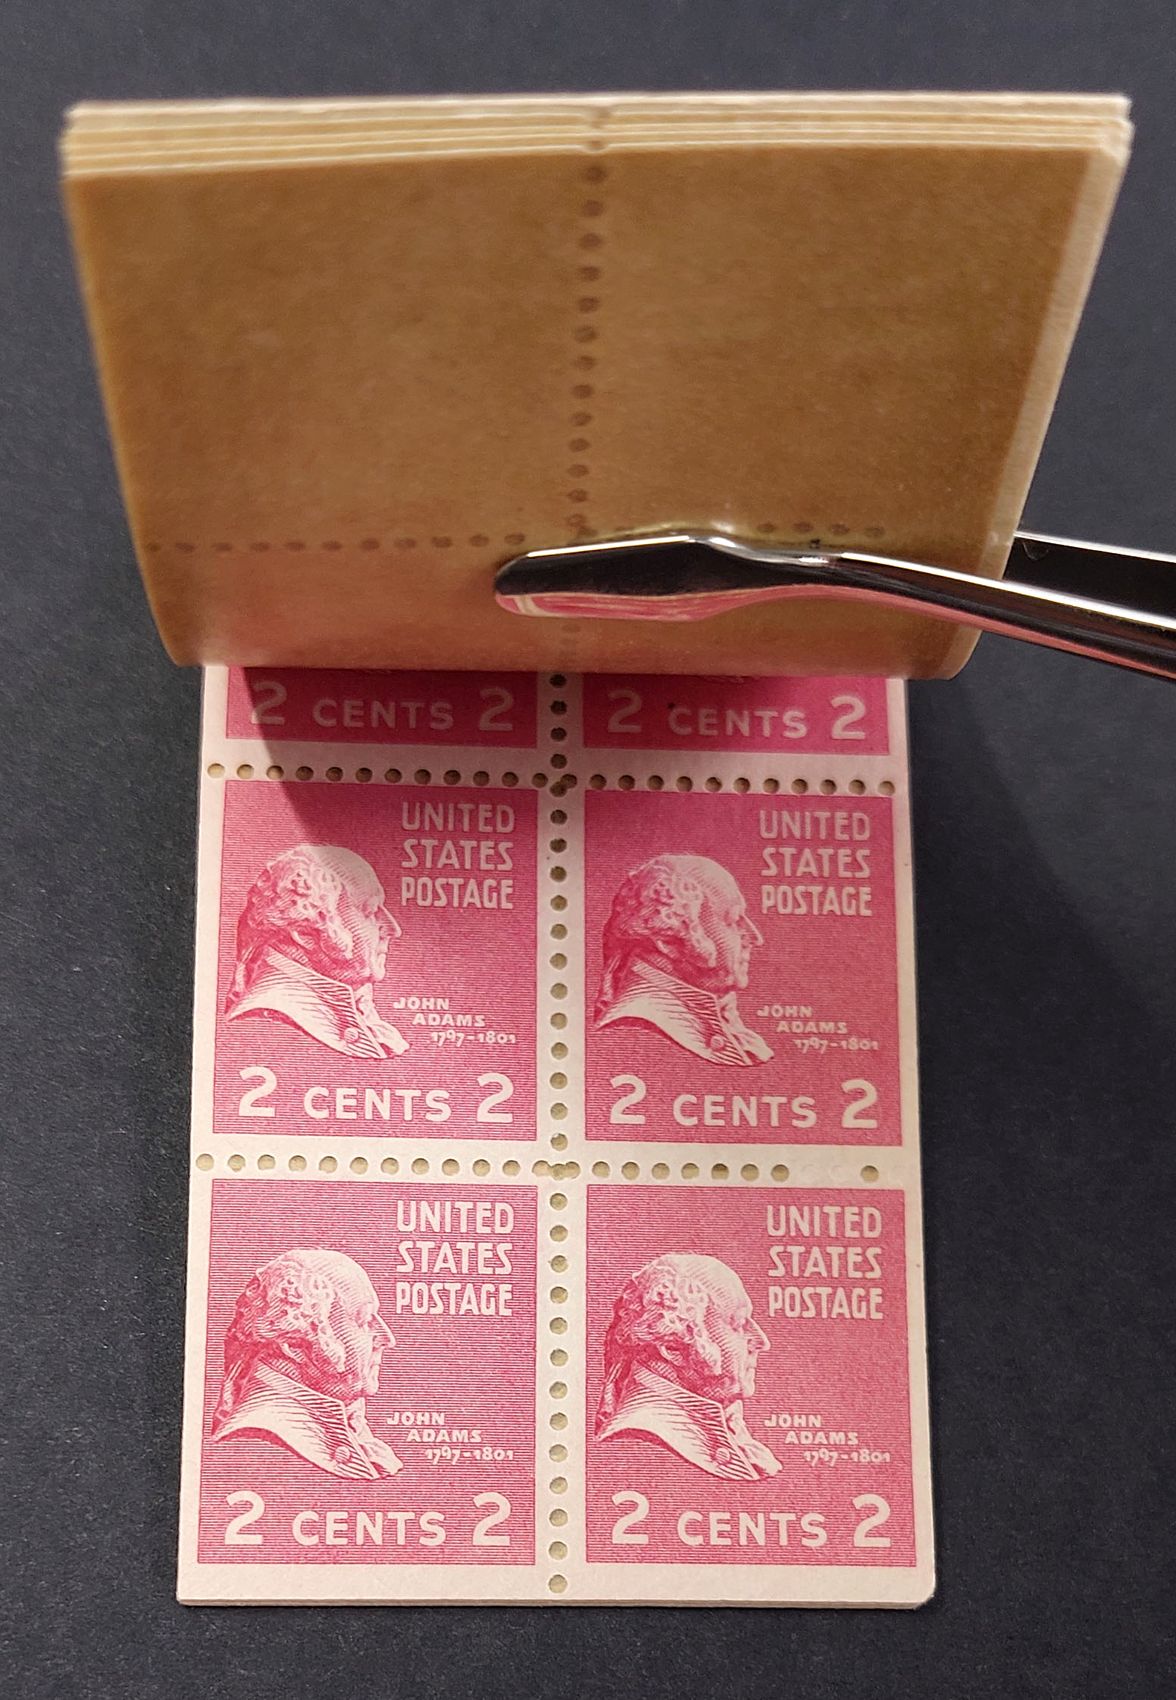 2 CENTS 2
2 CENTS 2
UNITED
STATES
POSTAGE
JOHN
ADAMS
1797-1801
2 CENTS 2
UNITED
STATES
POSTAGE
JOHN
ADAMS
1797-1801
2 CENTS 2
UNITED
STATES
POSTAGE
JOHN
ADAMS
1797-1801
2 CENTS 2
UNITED
STATES
POSTAGE
JOHN
ADAMS
1797-1801
2 CENTS 2